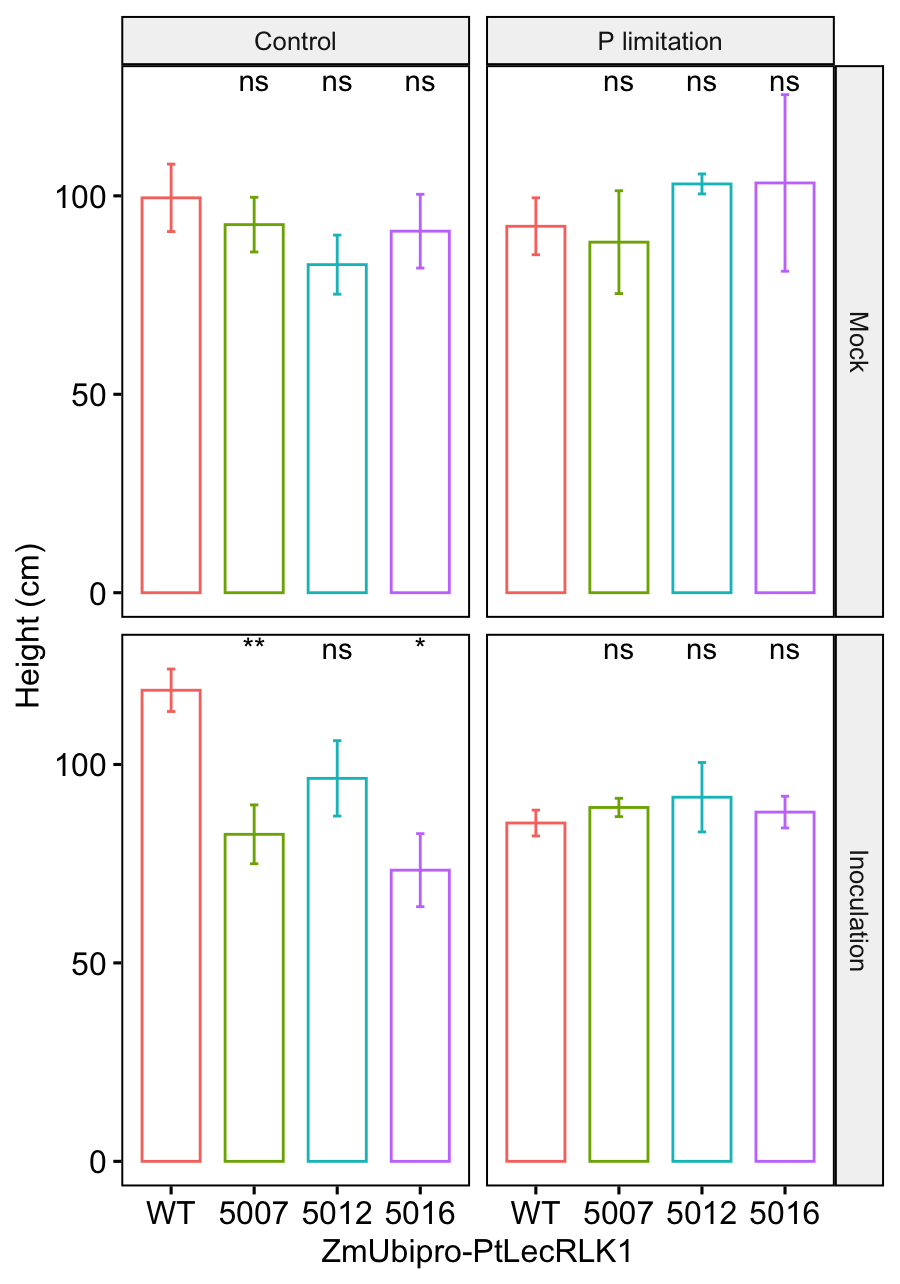 Control P limitation
ns ns ns ns ns ns
100
50
0
Mock
Height (cm)
** ns * ns ns ns
100
50
0
Inoculation
WT 5007 5012 5016 WT 5007 5012 5016
ZmUbipro-PtLecRLK1